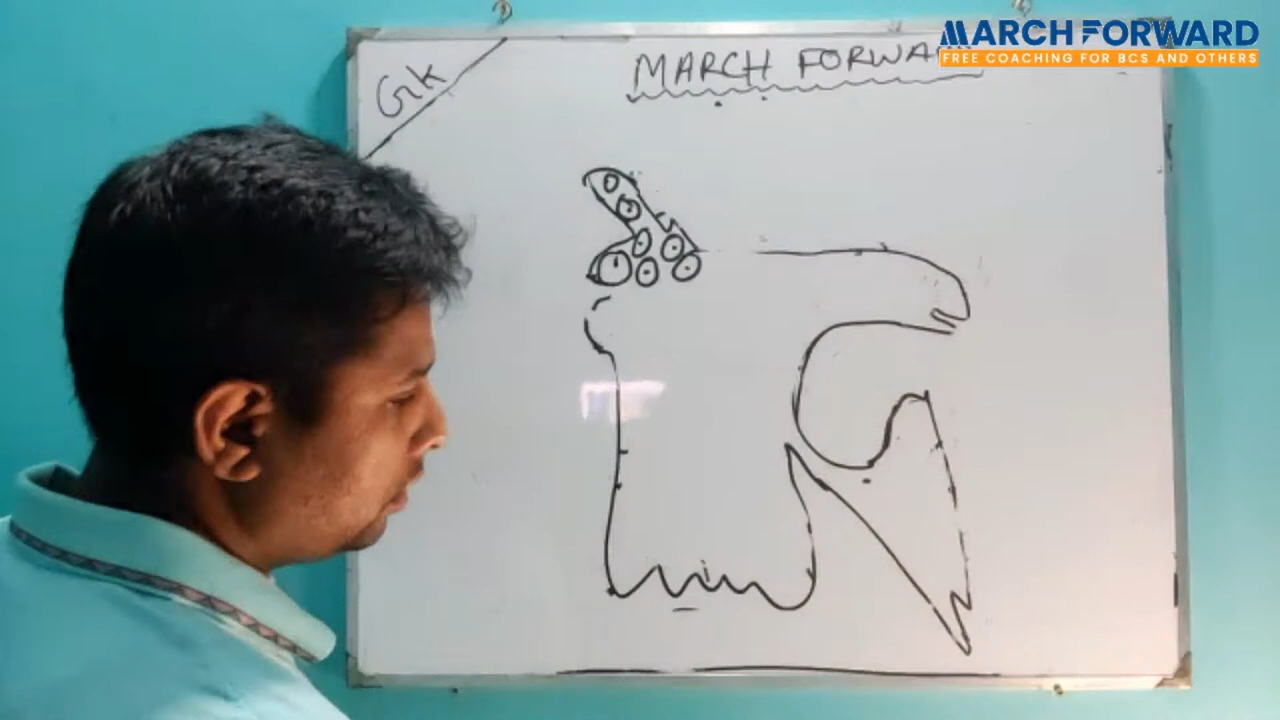 MARCH FORWARD
FREE COACHING FOR BCS AND OTHERS
GK
MARCH FORWA